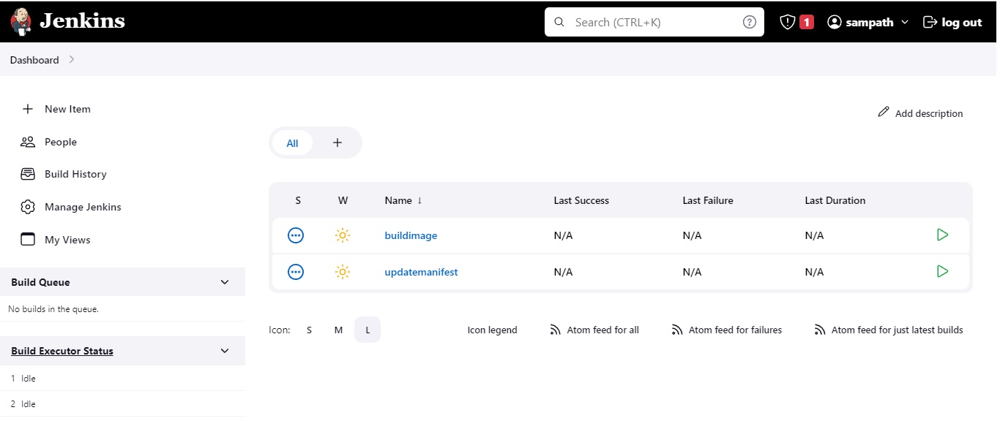 Jenkins
Search (CTRL+K)
1
sampath
log out
Dashboard
New Item
People
Build History
Manage Jenkins
My Views
Build Queue
No builds in the queue.
Build Executor Status
1 Idle
2 Idle
Add description
All +
S W Name ↓ Last Success Last Failure Last Duration
buildimage N/A N/A N/A
updatemanifest N/A N/A N/A
Icon: S M L Icon legend Atom feed for all Atom feed for failures Atom feed for just latest builds